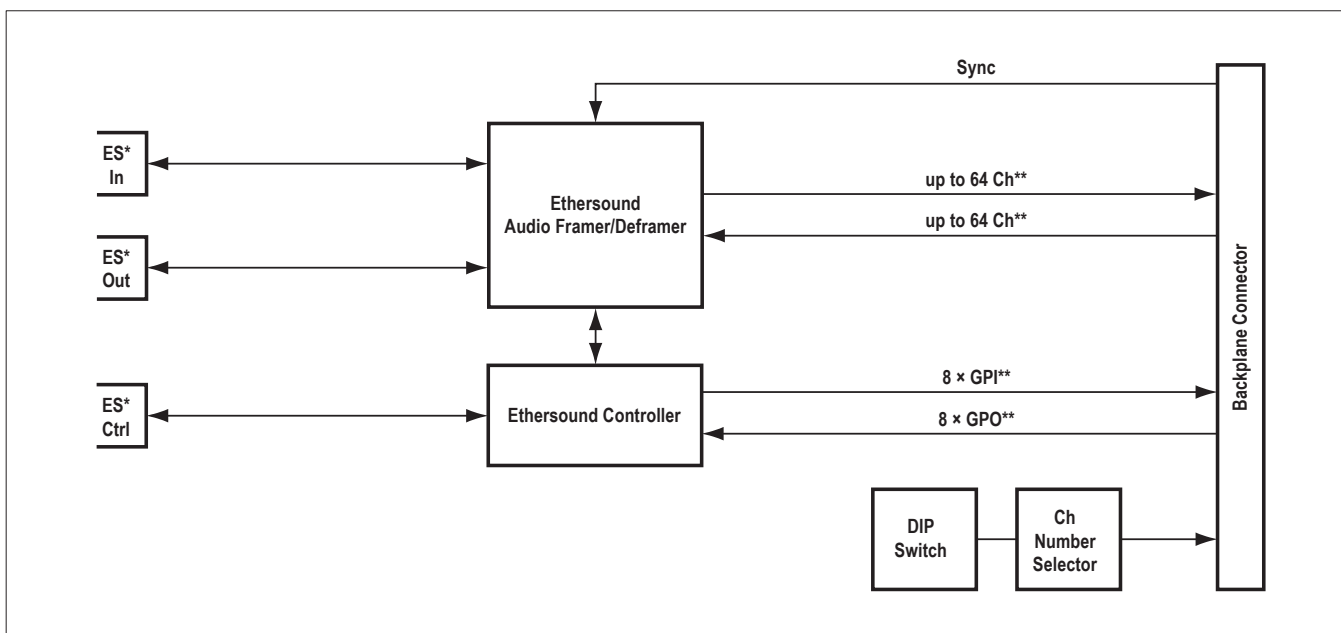 Sync
ES*
In
Ethersound
Audio Framer/Deframer
up to 64 Ch**
up to 64 Ch**
ES*
Out
Backplane Connector
ES*
Ctrl
Ethersound Controller
8 × GPI**
8 × GPO**
DIP
Switch
Ch
Number
Selector